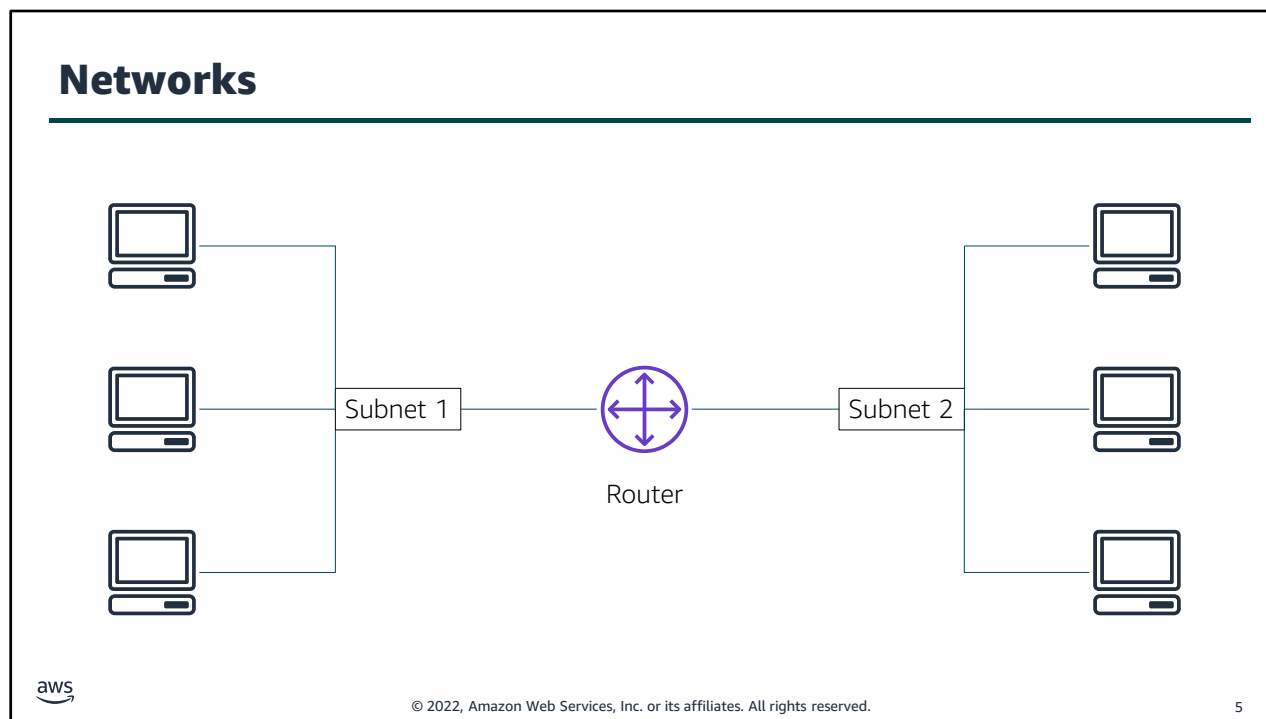 Networks
Subnet 1
Subnet 2
Router
aws
© 2022, Amazon Web Services, Inc. or its affiliates. All rights reserved.
5